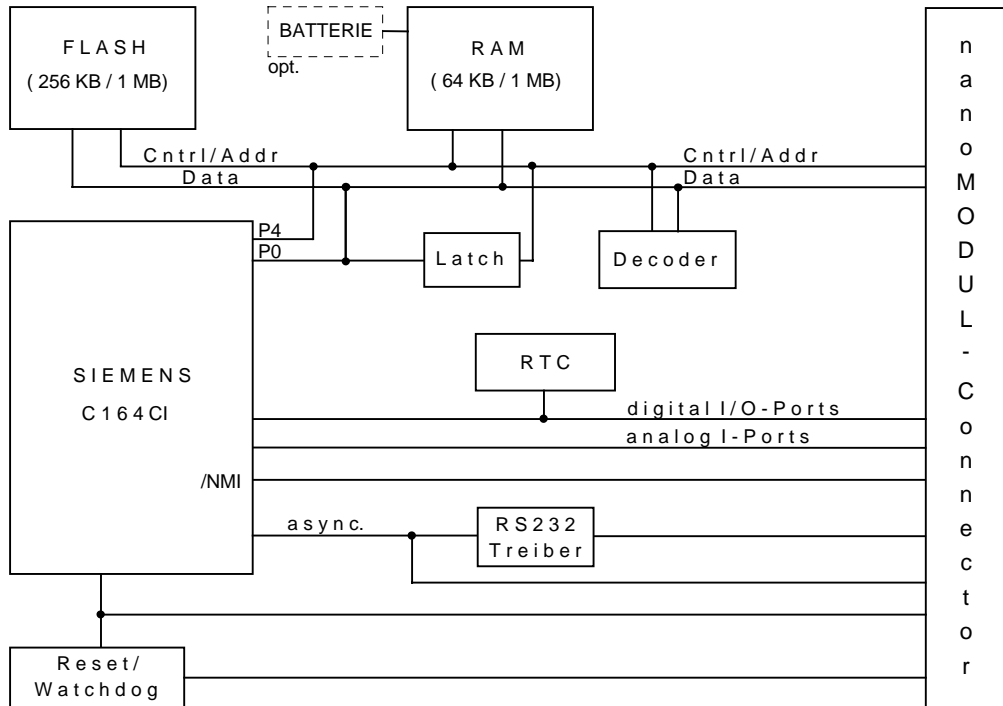 FLASH
( 256 KB / 1 MB)
BATTERIE
opt.
RAM
( 64 KB / 1 MB)
Cntrl/Addr
Data
Cntrl/Addr
Data
P4
P0
Latch
Decoder
SIEMENS
C164CI
/NMI
RTC
digital I/O-Ports
analog I-Ports
async.
RS232
Treiber
Reset/
Watchdog
nanoMODUL-Connector